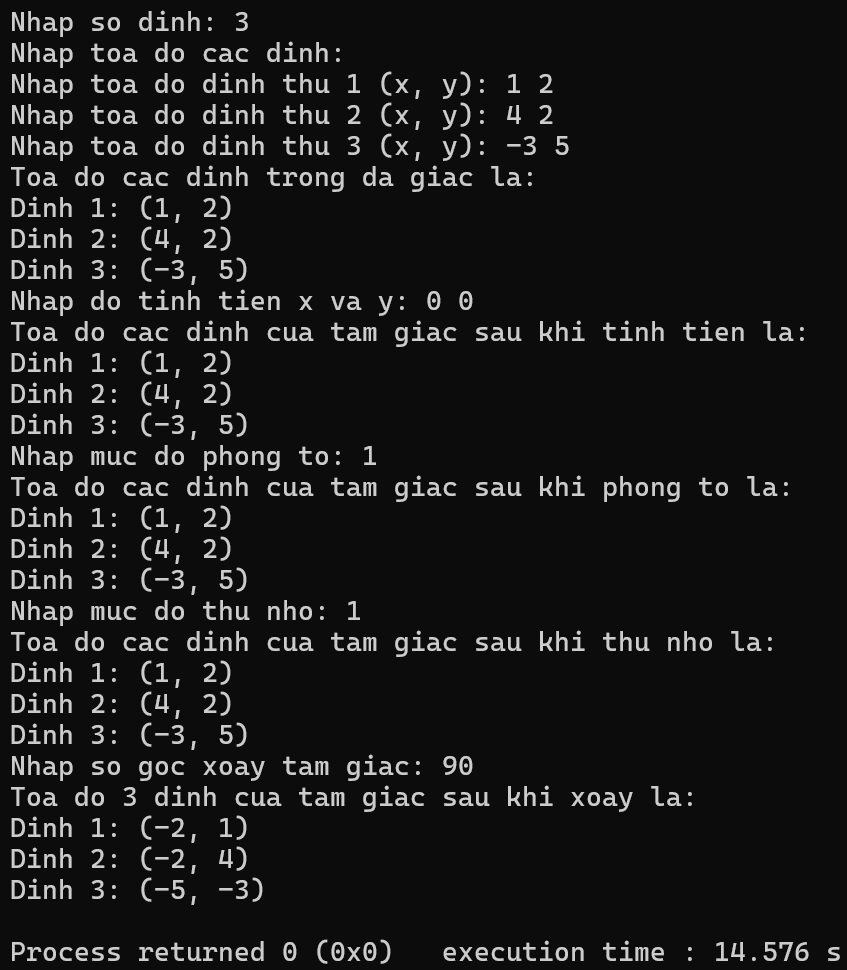 Nhap so dinh: 3
Nhap toa do cac dinh:
Nhap toa do dinh thu 1 (x, y): 1 2
Nhap toa do dinh thu 2 (x, y): 4 2
Nhap toa do dinh thu 3 (x, y): -3 5
Toa do cac dinh trong da giac la:
Dinh 1: (1, 2)
Dinh 2: (4, 2)
Dinh 3: (-3, 5)
Nhap do tinh tien x va y: 0 0
Toa do cac dinh cua tam giac sau khi tinh tien la:
Dinh 1: (1, 2)
Dinh 2: (4, 2)
Dinh 3: (-3, 5)
Nhap muc do phong to: 1
Toa do cac dinh cua tam giac sau khi phong to la:
Dinh 1: (1, 2)
Dinh 2: (4, 2)
Dinh 3: (-3, 5)
Nhap muc do thu nho: 1
Toa do cac dinh cua tam giac sau khi thu nho la:
Dinh 1: (1, 2)
Dinh 2: (4, 2)
Dinh 3: (-3, 5)
Nhap so goc xoay tam giac: 90
Toa do 3 dinh cua tam giac sau khi xoay la:
Dinh 1: (-2, 1)
Dinh 2: (-2, 4)
Dinh 3: (-5, -3)
Process returned 0 (0x0)   execution time : 14.576 s